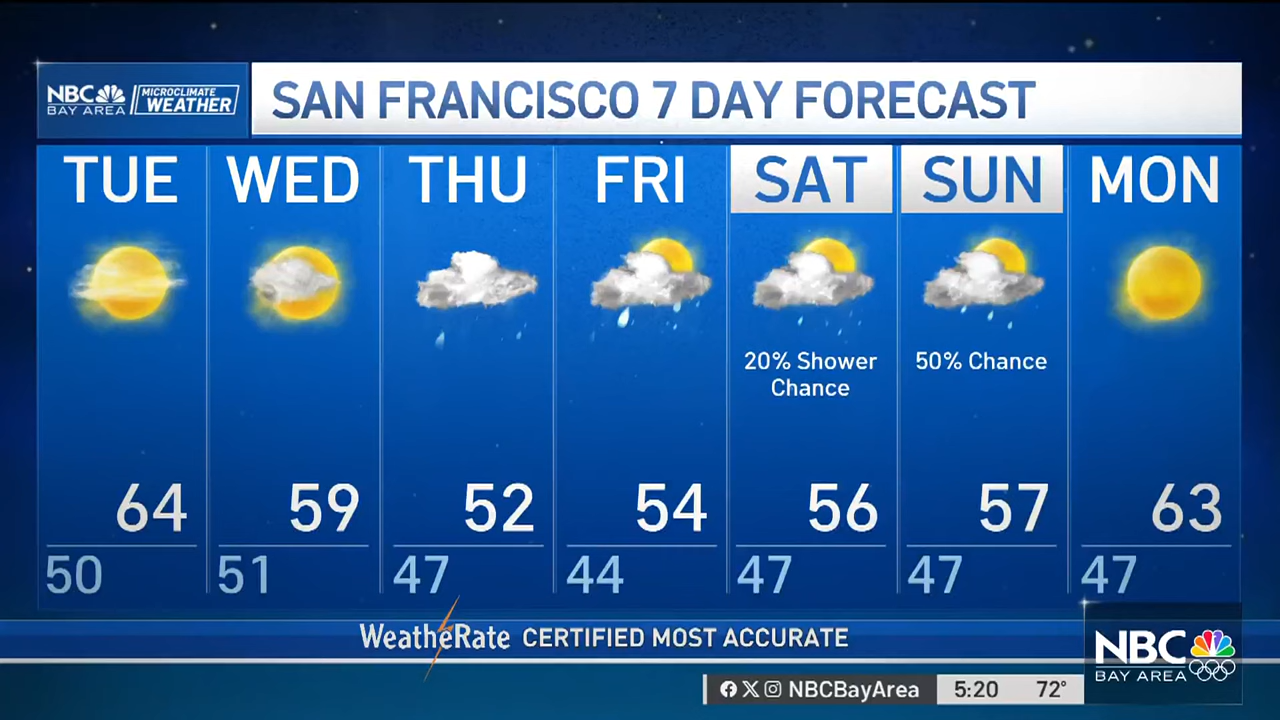 NBC
BAY AREA
MICROCLIMATE
WEATHER
SAN FRANCISCO 7 DAY FORECAST
TUE WED THU FRI SAT SUN MON
20% Shower
Chance
50% Chance
64 59 52 54 56 57 63
50 51 47 44 47 47 47
WeatheRate CERTIFIED MOST ACCURATE
NBC
BAY AREA
NBCBayArea 5:20 72°